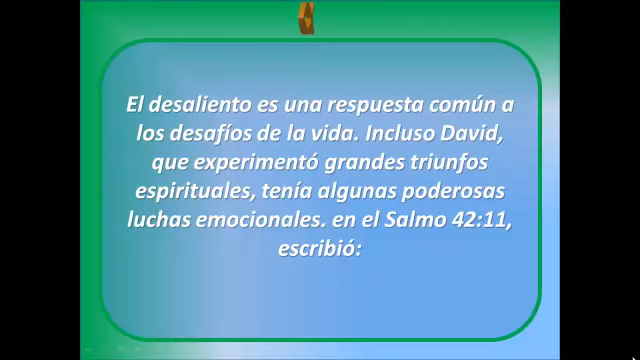 El desaliento es una respuesta común a
los desafíos de la vida. Incluso David,
que experimentó grandes triunfos
espirituales, tenía algunas poderosas
luchas emocionales. en el Salmo 42:11,
escribió: